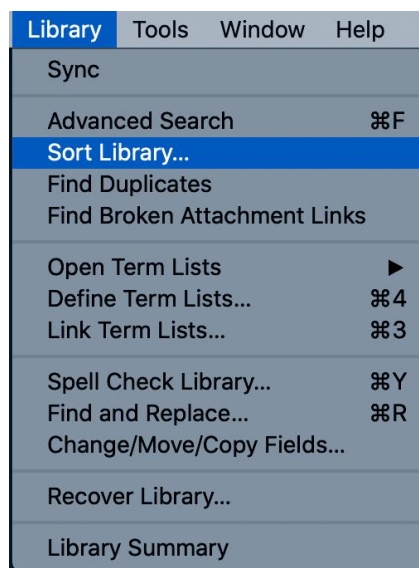 Library Tools Window Help
Sync
Advanced Search ⌘F
Sort Library...
Find Duplicates
Find Broken Attachment Links
Open Term Lists ▶
Define Term Lists... ⌘4
Link Term Lists... ⌘3
Spell Check Library... ⌘Y
Find and Replace... ⌘R
Change/Move/Copy Fields...
Recover Library...
Library Summary